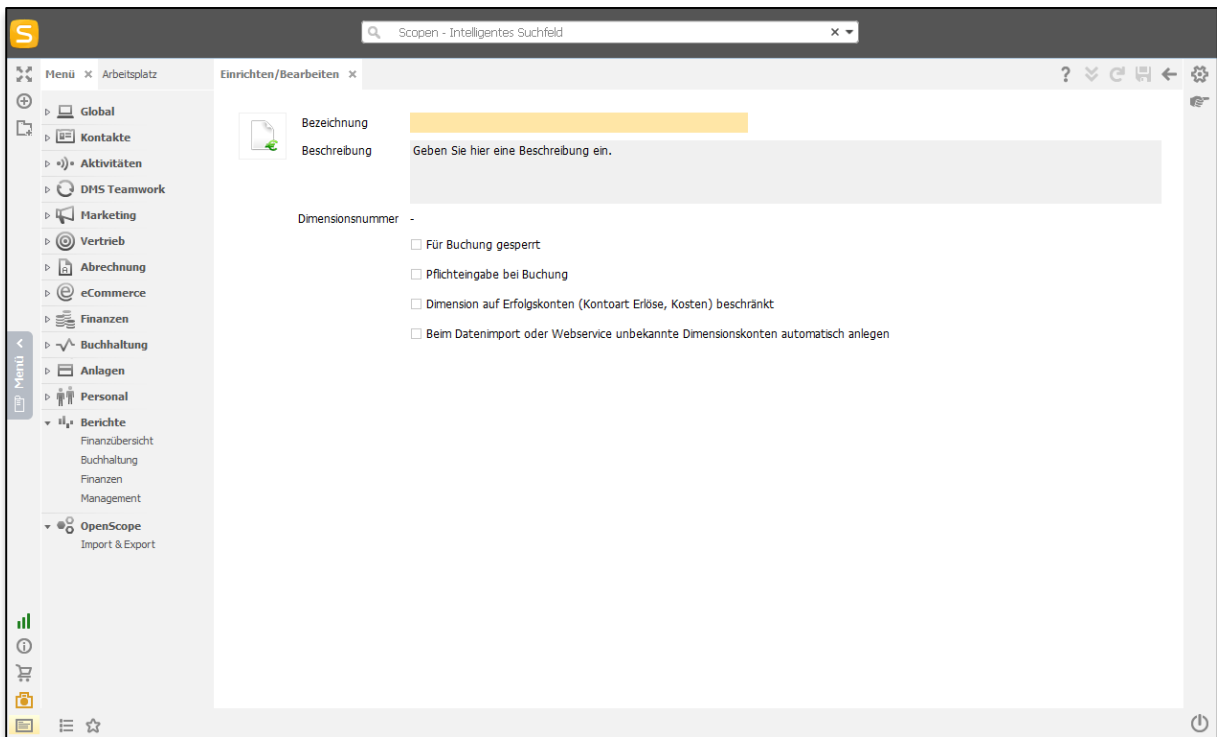 S
Scopen - Intelligentes Suchfeld
Menü
Arbeitsplatz
Einrichten/Bearbeiten
?
Global
Kontakte
Aktivitäten
DMS Teamwork
Marketing
Vertrieb
Abrechnung
eCommerce
Finanzen
Buchhaltung
Anlagen
Personal
Berichte
Finanzübersicht
Buchhaltung
Finanzen
Management
OpenScope
Import & Export
Menü
Bezeichnung
Beschreibung
Geben Sie hier eine Beschreibung ein.
Dimensionsnummer -
Für Buchung gesperrt
Pflichteingabe bei Buchung
Dimension auf Erfolgskonten (Kontoart Erlöse, Kosten) beschränkt
Beim Datenimport oder Webservice unbekannte Dimensionskonten automatisch anlegen